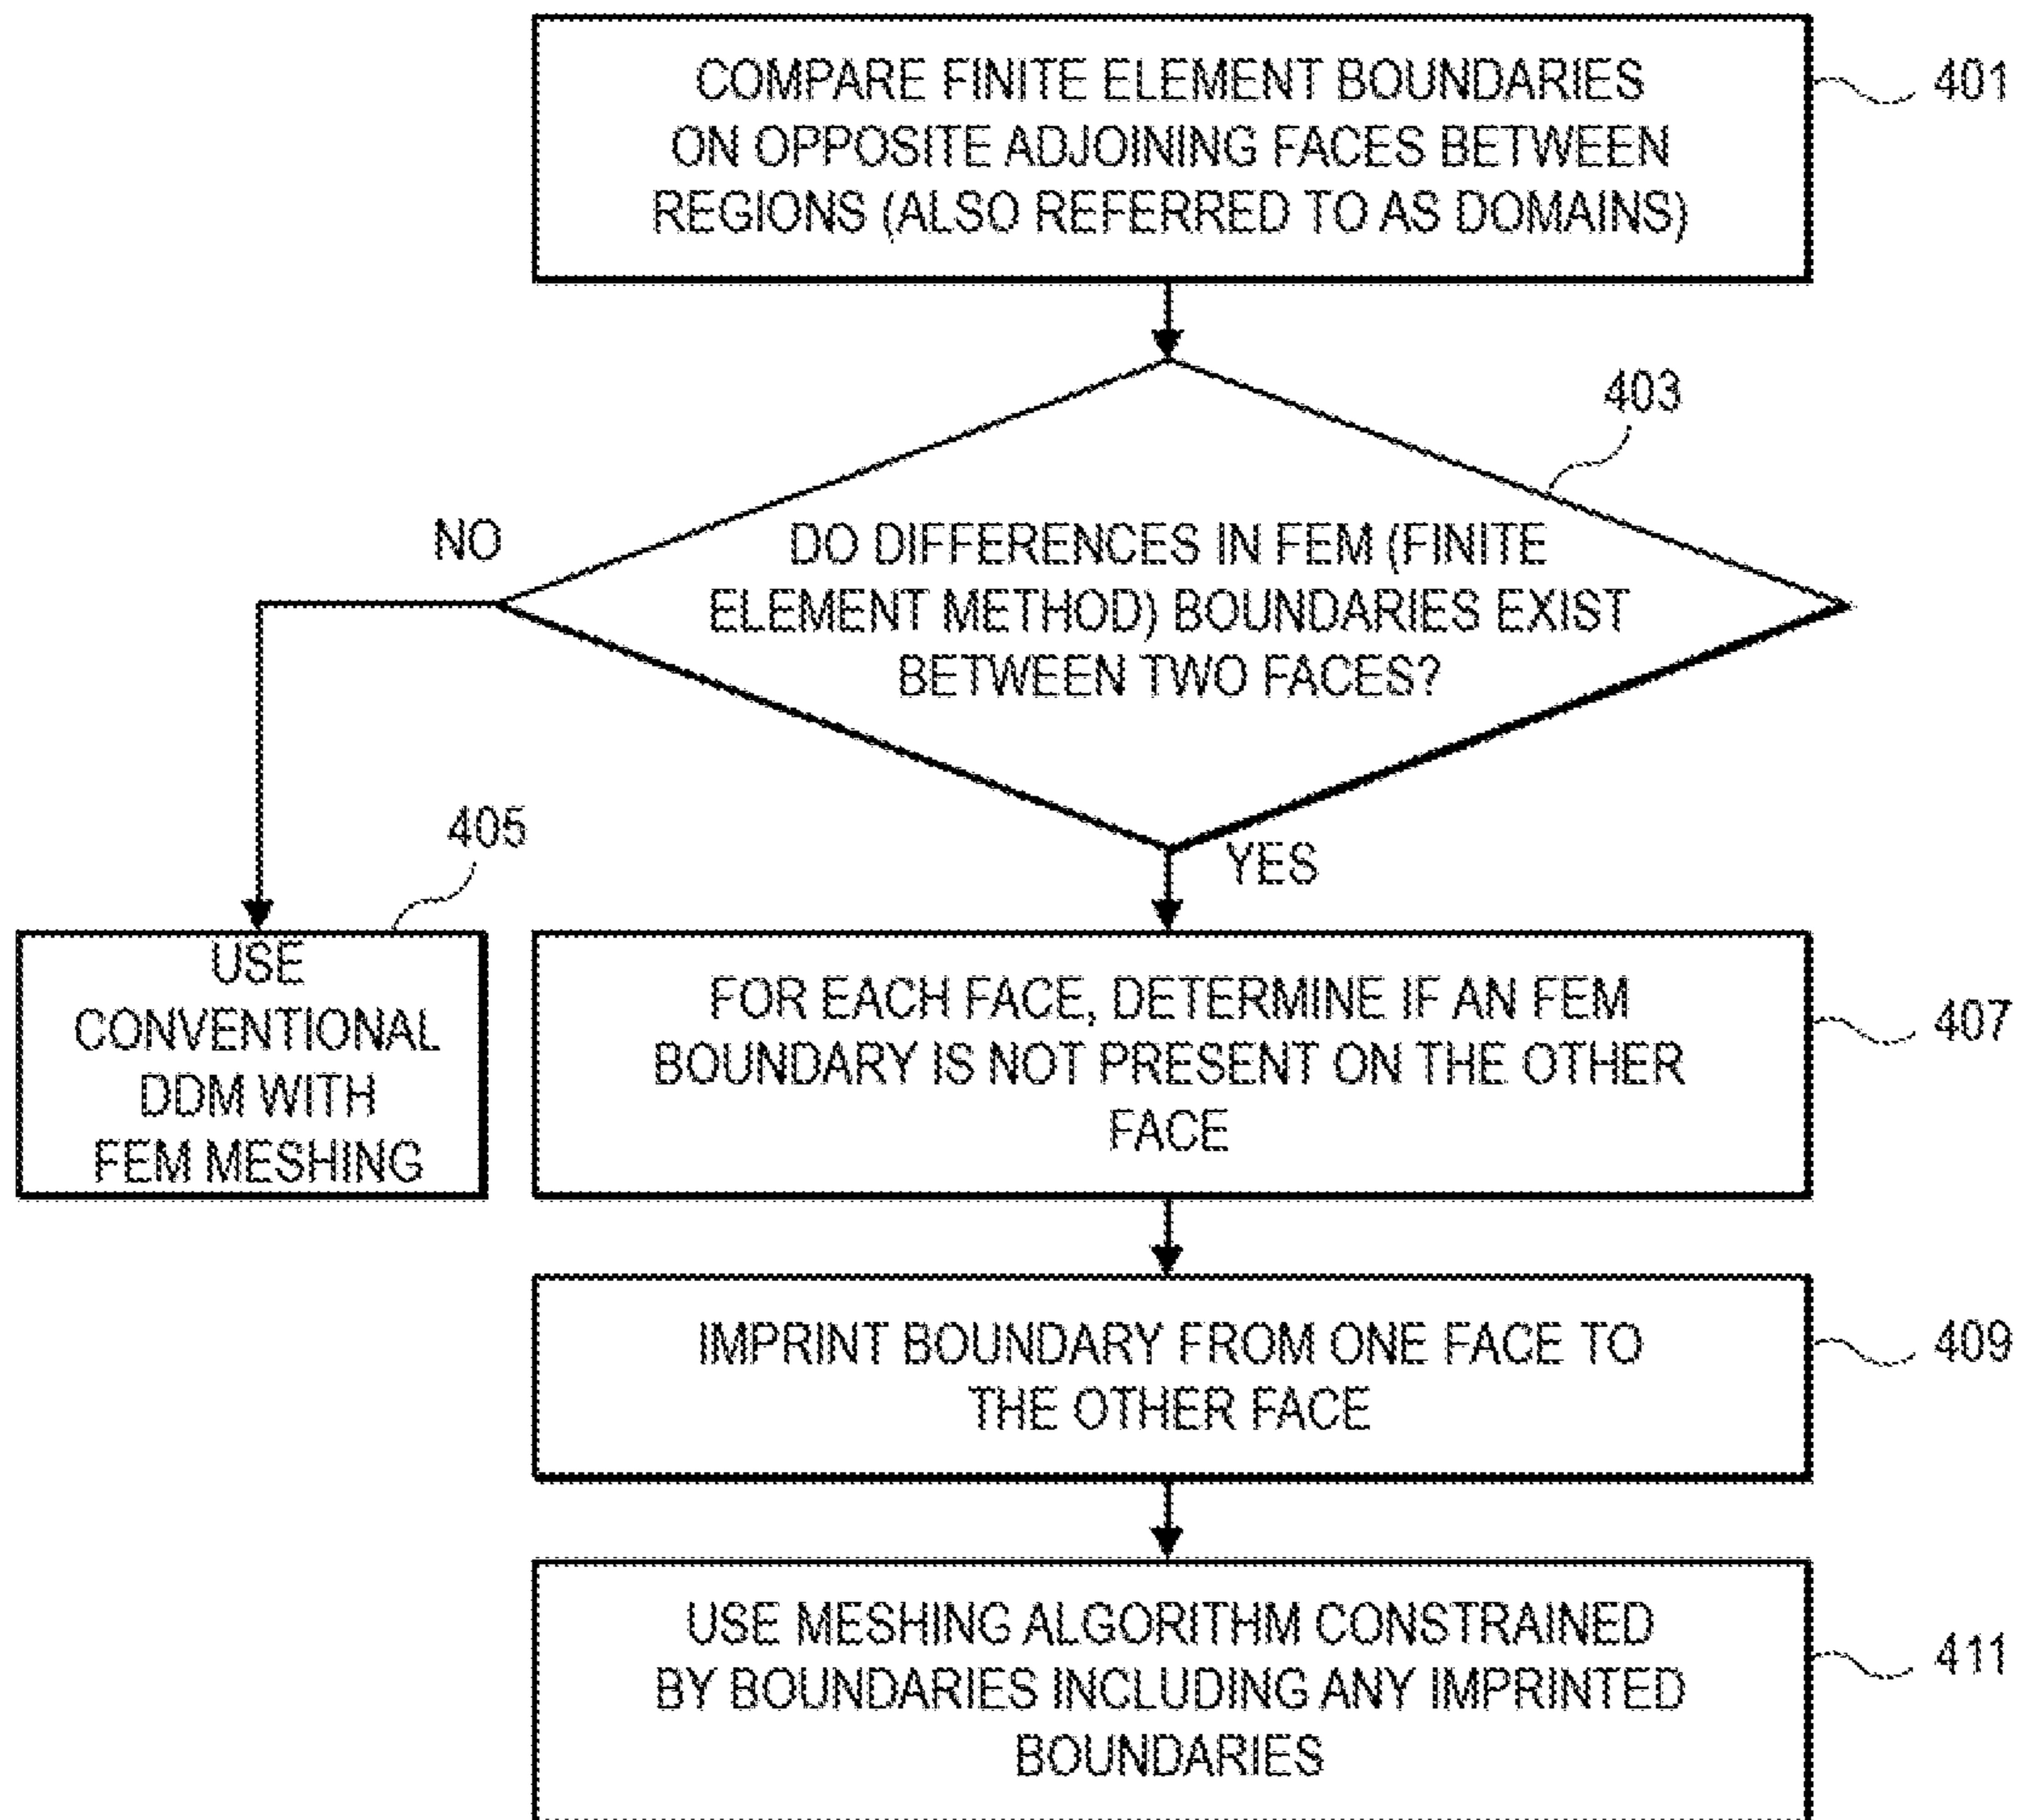 COMPARE FINITE ELEMENT BOUNDARIES
ON OPPOSITE ADJOINING FACES BETWEEN
REGIONS (ALSO REFERRED TO AS DOMAINS)
401
403
DO DIFFERENCES IN FEM (FINITE
ELEMENT METHOD) BOUNDARIES EXIST
BETWEEN TWO FACES?
NO
YES
405
USE
CONVENTIONAL
DDM WITH
FEM MESHING
FOR EACH FACE, DETERMINE IF AN FEM
BOUNDARY IS NOT PRESENT ON THE OTHER
FACE
407
IMPRINT BOUNDARY FROM ONE FACE TO
THE OTHER FACE
409
USE MESHING ALGORITHM CONSTRAINED
BY BOUNDARIES INCLUDING ANY IMPRINTED
BOUNDARIES
411